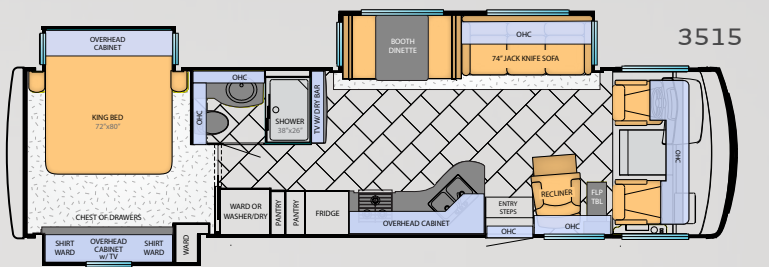 3515
OVERHEAD
CABINET
KING BED
72"x80"
OHC
OHC
SHOWER
38"x26"
TV W/ DRY BAR
BOOTH
DINETTE
OHC
74" JACK KNIFE SOFA
OHC
CHEST OF DRAWERS
SHIRT
WARD
OVERHEAD
CABINET
w/ TV
SHIRT
WARD
WARD
WARD OR
WASHER/DRY
PANTRY
PANTRY
FRIDGE
OVERHEAD CABINET
ENTRY
STEPS
OHC
RECLINER
FLP
TBL
OHC